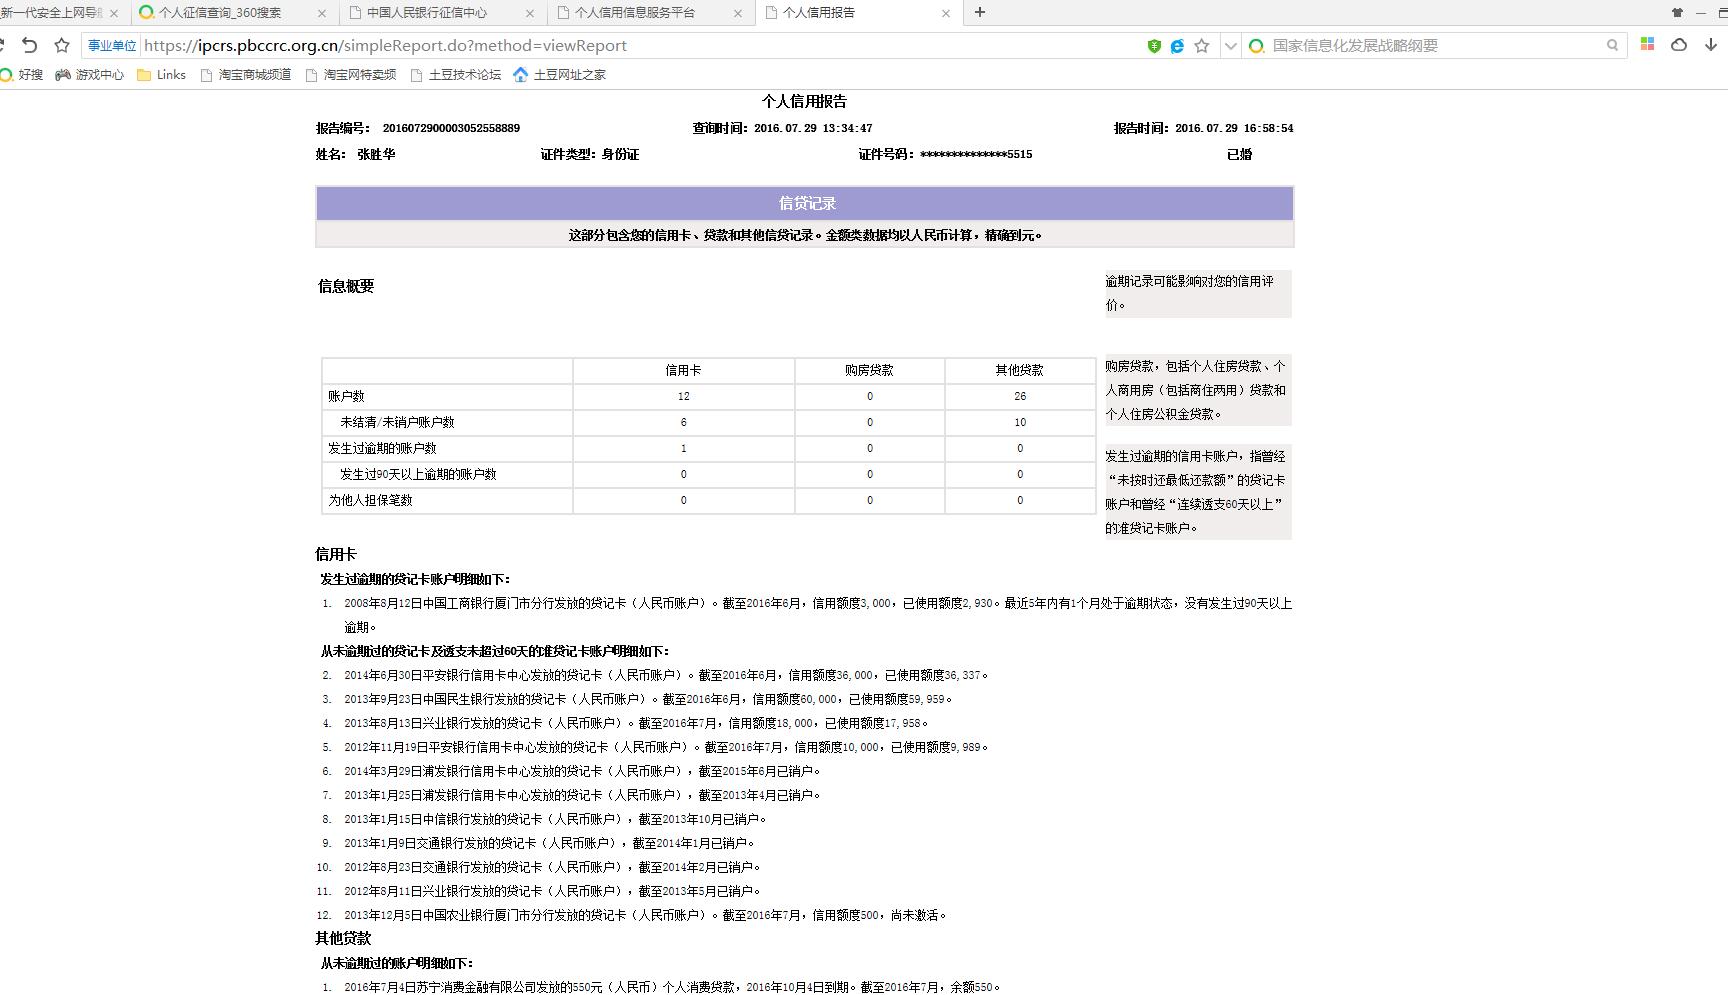 新一代安全上网导
个人征信查询_360搜索
中国人民银行征信中心
个人信用信息服务平台
个人信用报告
事业单位 https://ipcrs.pbccrc.org.cn/simpleReport.do?method=viewReport
国家信息化发展战略纲要
好搜 游戏中心 Links 淘宝商城频道 淘宝网特卖频 土豆技术论坛 土豆网址之家
个人信用报告
报告编号： 2016072900003052558889 查询时间：2016.07.29 13:34:47 报告时间：2016.07.29 16:58:54
姓名： 张胜华 证件类型：身份证 证件号码：**************5515 已婚
信贷记录
这部分包含您的信用卡、贷款和其他信贷记录。金额类数据均以人民币计算，精确到元。
信息概要
逾期记录可能影响对您的信用评
价。
信用卡 购房贷款 其他贷款
账户数 12 0 26
未结清/未销户账户数 6 0 10
发生过逾期的账户数 1 0 0
发生过90天以上逾期的账户数 0 0 0
为他人担保笔数 0 0 0
购房贷款，包括个人住房贷款、个
人商用房（包括商住两用）贷款和
个人住房公积金贷款。
发生过逾期的信用卡账户，指曾经
“未按时还最低还款额”的贷记卡
账户和曾经“连续透支60天以上”
的准贷记卡账户。
信用卡
发生过逾期的贷记卡账户明细如下：
1. 2008年8月12日中国工商银行厦门市分行发放的贷记卡（人民币账户）。截至2016年6月，信用额度3,000，已使用额度2,930。最近5年内有1个月处于逾期状态，没有发生过90天以上
逾期。
从未逾期过的贷记卡及透支未超过60天的准贷记卡账户明细如下：
2. 2014年6月30日平安银行信用卡中心发放的贷记卡（人民币账户）。截至2016年6月，信用额度36,000，已使用额度36,337。
3. 2013年9月23日中国民生银行发放的贷记卡（人民币账户）。截至2016年6月，信用额度60,000，已使用额度59,959。
4. 2013年8月13日兴业银行发放的贷记卡（人民币账户）。截至2016年7月，信用额度18,000，已使用额度17,958。
5. 2012年11月19日平安银行信用卡中心发放的贷记卡（人民币账户）。截至2016年7月，信用额度10,000，已使用额度9,989。
6. 2014年3月29日浦发银行信用卡中心发放的贷记卡（人民币账户），截至2015年6月已销户。
7. 2013年1月25日浦发银行信用卡中心发放的贷记卡（人民币账户），截至2013年4月已销户。
8. 2013年1月15日中信银行发放的贷记卡（人民币账户），截至2013年10月已销户。
9. 2013年1月9日交通银行发放的贷记卡（人民币账户），截至2014年1月已销户。
10. 2012年8月23日交通银行发放的贷记卡（人民币账户），截至2014年2月已销户。
11. 2012年8月11日兴业银行发放的贷记卡（人民币账户），截至2013年5月已销户。
12. 2013年12月5日中国农业银行厦门市分行发放的贷记卡（人民币账户）。截至2016年7月，信用额度500，尚未激活。
其他贷款
从未逾期过的账户明细如下：
1. 2016年7月4日苏宁消费金融有限公司发放的550元（人民币）个人消费贷款，2016年10月4日到期。截至2016年7月，余额550。